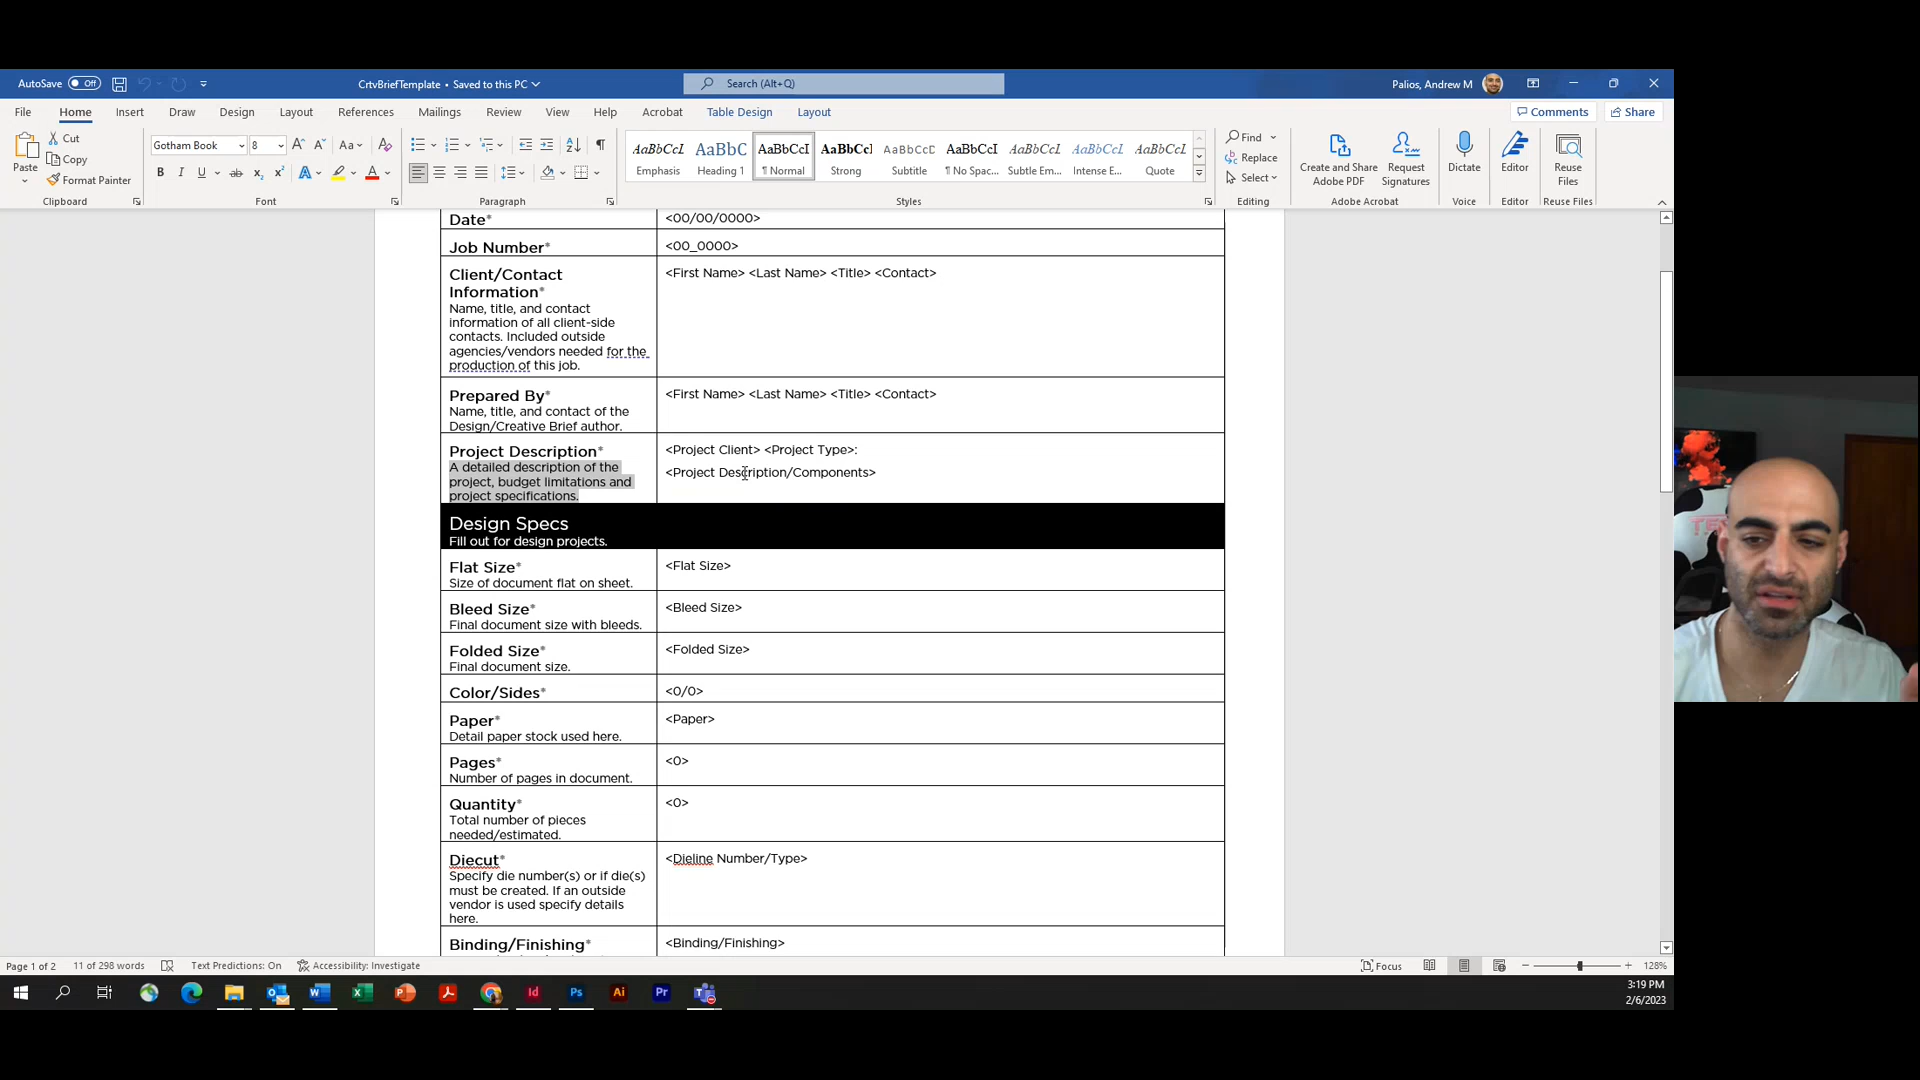 AutoSave Off CrtvBriefTemplate • Saved to this PC Search (Alt+Q) Palios, Andrew M
File Home Insert Draw Design Layout References Mailings Review View Help Acrobat Table Design Layout Comments Share
Paste Cut Copy Format Painter
Clipboard
Gotham Book 8
Font
Paragraph
AaBbCcL AaBbC AaBbCcI AaBbCcI AaBbCcD AaBbCcI AaBbCcI AaBbCcI AaBbCcL
Emphasis Heading 1 ¶ Normal Strong Subtitle ¶ No Spac... Subtle Em... Intense E... Quote
Styles
Find
Replace
Select
Editing
Create and Share Adobe PDF
Request Signatures
Adobe Acrobat
Dictate
Voice
Editor
Editor
Reuse Files
Reuse Files
Date* <00/00/0000>
Job Number* <00_0000>
Client/Contact <First Name> <Last Name> <Title> <Contact>
Information*
Name, title, and contact
information of all client-side
contacts. Included outside
agencies/vendors needed for the
production of this job.
Prepared By* <First Name> <Last Name> <Title> <Contact>
Name, title, and contact of the
Design/Creative Brief author.
Project Description* <Project Client> <Project Type>:
A detailed description of the <Project Description/Components>
project, budget limitations and
project specifications.
Design Specs
Fill out for design projects.
Flat Size* <Flat Size>
Size of document flat on sheet.
Bleed Size* <Bleed Size>
Final document size with bleeds.
Folded Size* <Folded Size>
Final document size.
Color/Sides* <0/0>
Paper* <Paper>
Detail paper stock used here.
Pages* <0>
Number of pages in document.
Quantity* <0>
Total number of pieces
needed/estimated.
Diecut* <Dieline Number/Type>
Specify die number(s) or if die(s)
must be created. If an outside
vendor is used specify details
here.
Binding/Finishing* <Binding/Finishing>
Page 1 of 2 11 of 298 words Text Predictions: On Accessibility: Investigate Focus 128%
3:19 PM
2/6/2023